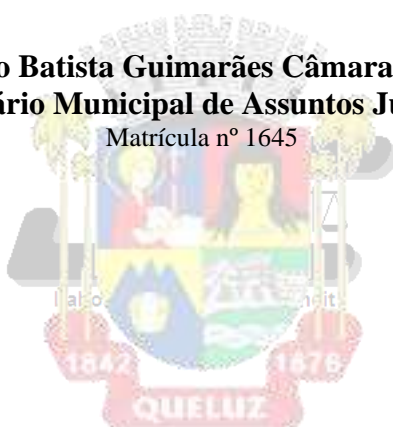 o Batista Guimarães Câmara
ário Municipal de Assuntos Ju
Matrícula nº 1645
1842
1876
QUELUZ